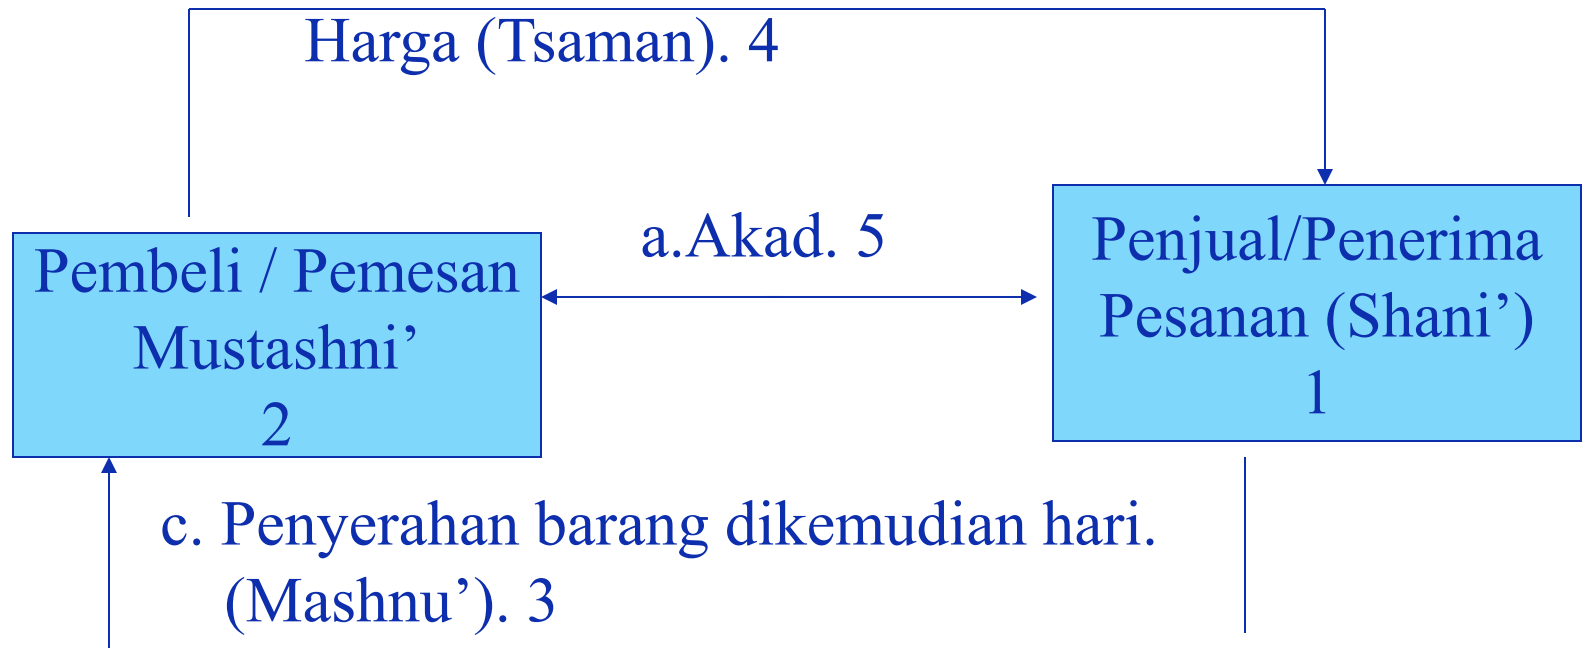 Harga (Tsaman). 4
a.Akad. 5
Pembeli / Pemesan
Mustashni’
2
Penjual/Penerima
Pesanan (Shani’)
1
c. Penyerahan barang dikemudian hari.
(Mashnu’). 3